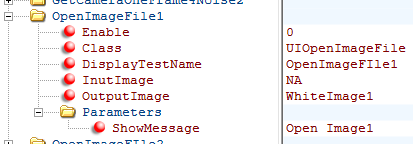 GetCameraOneFrame4Noise2
OpenImageFile1
Enable 0
Class UIOpenImageFile
DisplayTestName OpenImageFIle1
InutImage NA
OutputImage WhiteImage1
Parameters
ShowMessage Open Image1
OpenImageFIle2